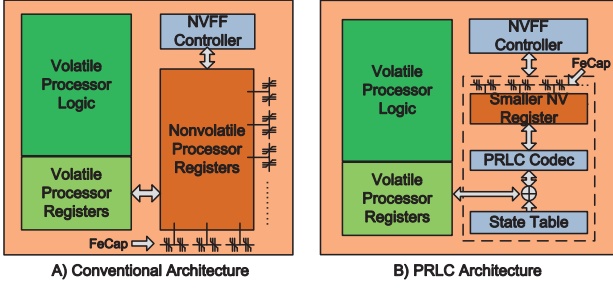 Volatile
Processor
Logic
Volatile
Processor
Registers
NVFF
Controller
Nonvolatile
Processor
Registers
FeCap
A) Conventional Architecture
Volatile
Processor
Logic
Volatile
Processor
Registers
NVFF
Controller
FeCap
Smaller NV
Register
PRLC Codec
State Table
B) PRLC Architecture